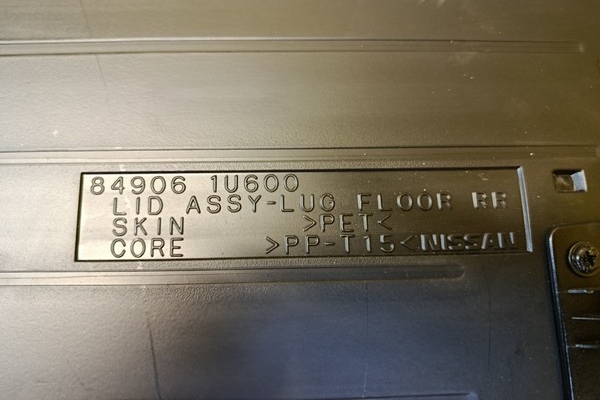 84906 1U600
LID ASSY-LUG FLOOR RR
SKIN >PET<
CORE >PP-T15< NISSAN